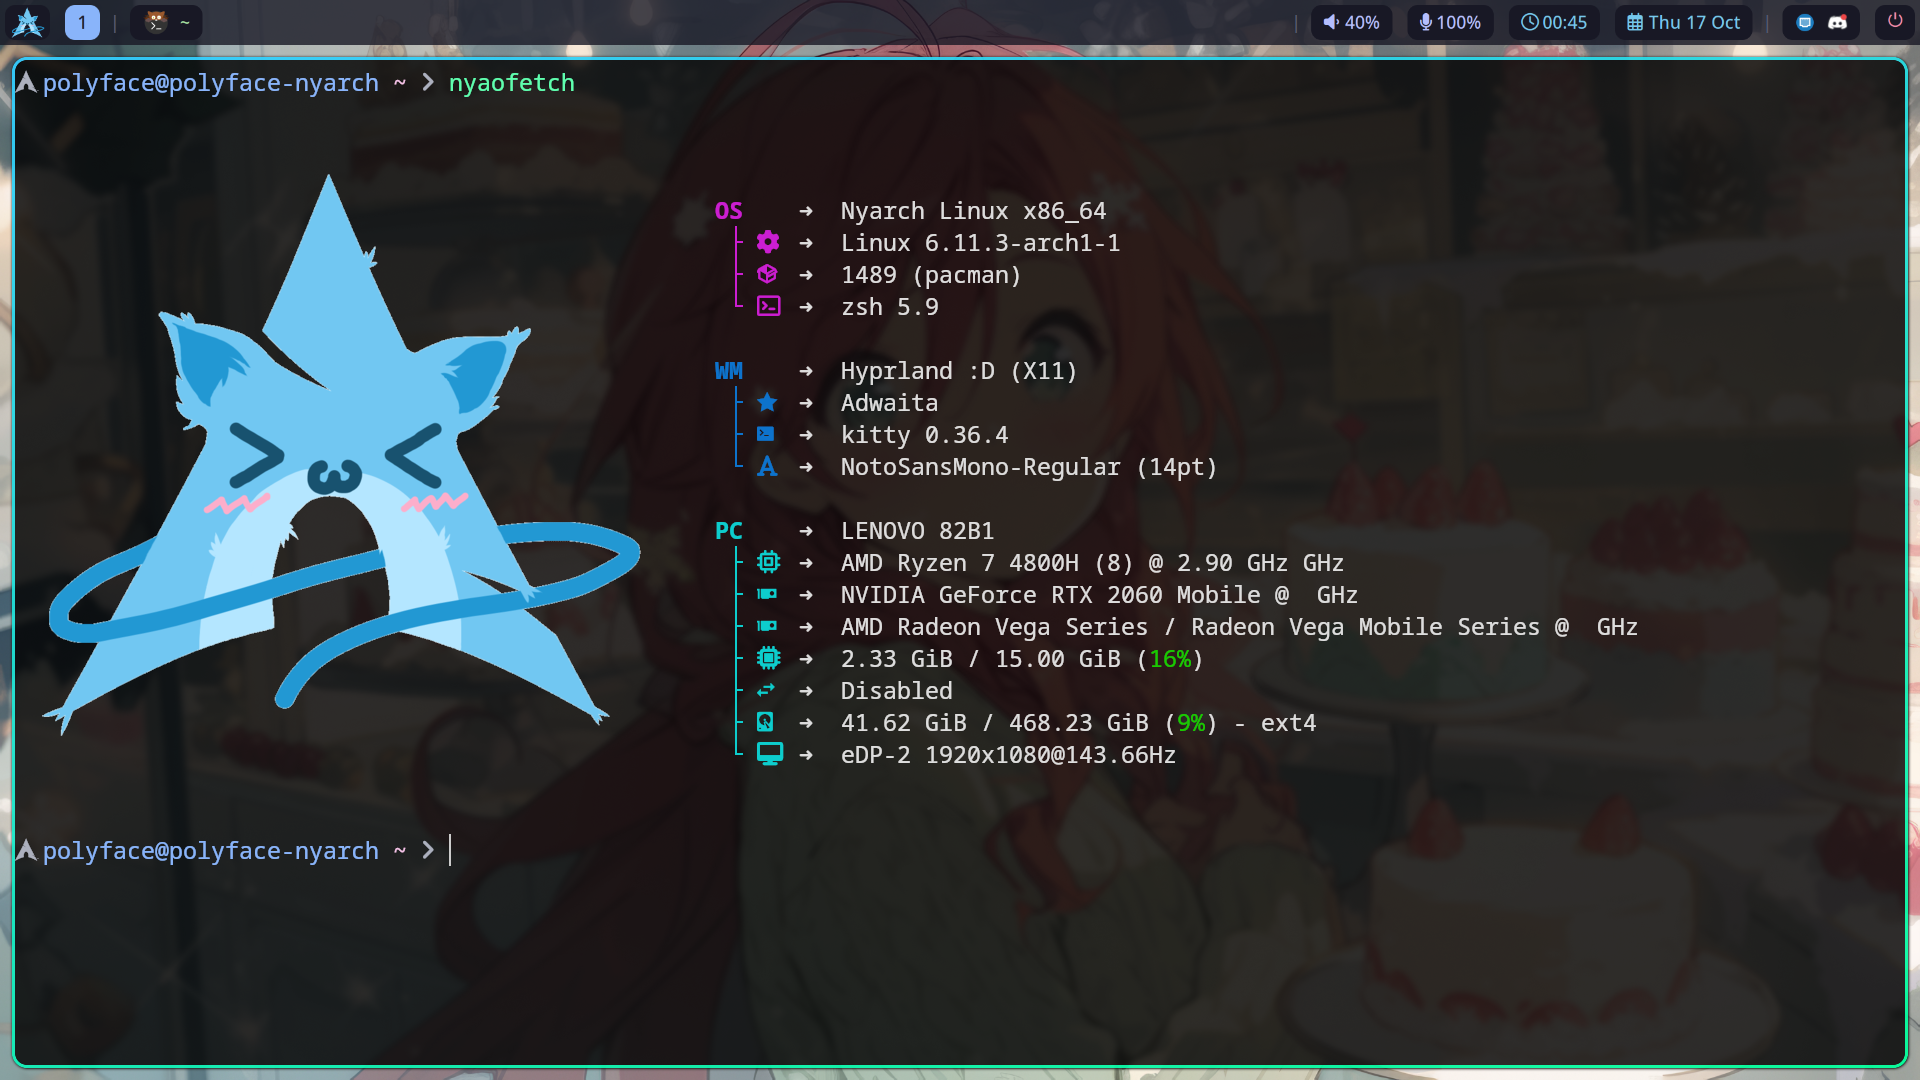 1 | ~ | 40% 100% 00:45 Thu 17 Oct |
polyface@polyface-nyarch ~ > nyaofetch
OS → Nyarch Linux x86_64
→ Linux 6.11.3-arch1-1
→ 1489 (pacman)
→ zsh 5.9
WM → Hyprland :D (X11)
→ Adwaita
→ kitty 0.36.4
→ NotoSansMono-Regular (14pt)
PC → LENOVO 82B1
→ AMD Ryzen 7 4800H (8) @ 2.90 GHz GHz
→ NVIDIA GeForce RTX 2060 Mobile @  GHz
→ AMD Radeon Vega Series / Radeon Vega Mobile Series @  GHz
→ 2.33 GiB / 15.00 GiB (16%)
→ Disabled
→ 41.62 GiB / 468.23 GiB (9%) - ext4
→ eDP-2 1920x1080@143.66Hz
polyface@polyface-nyarch ~ >